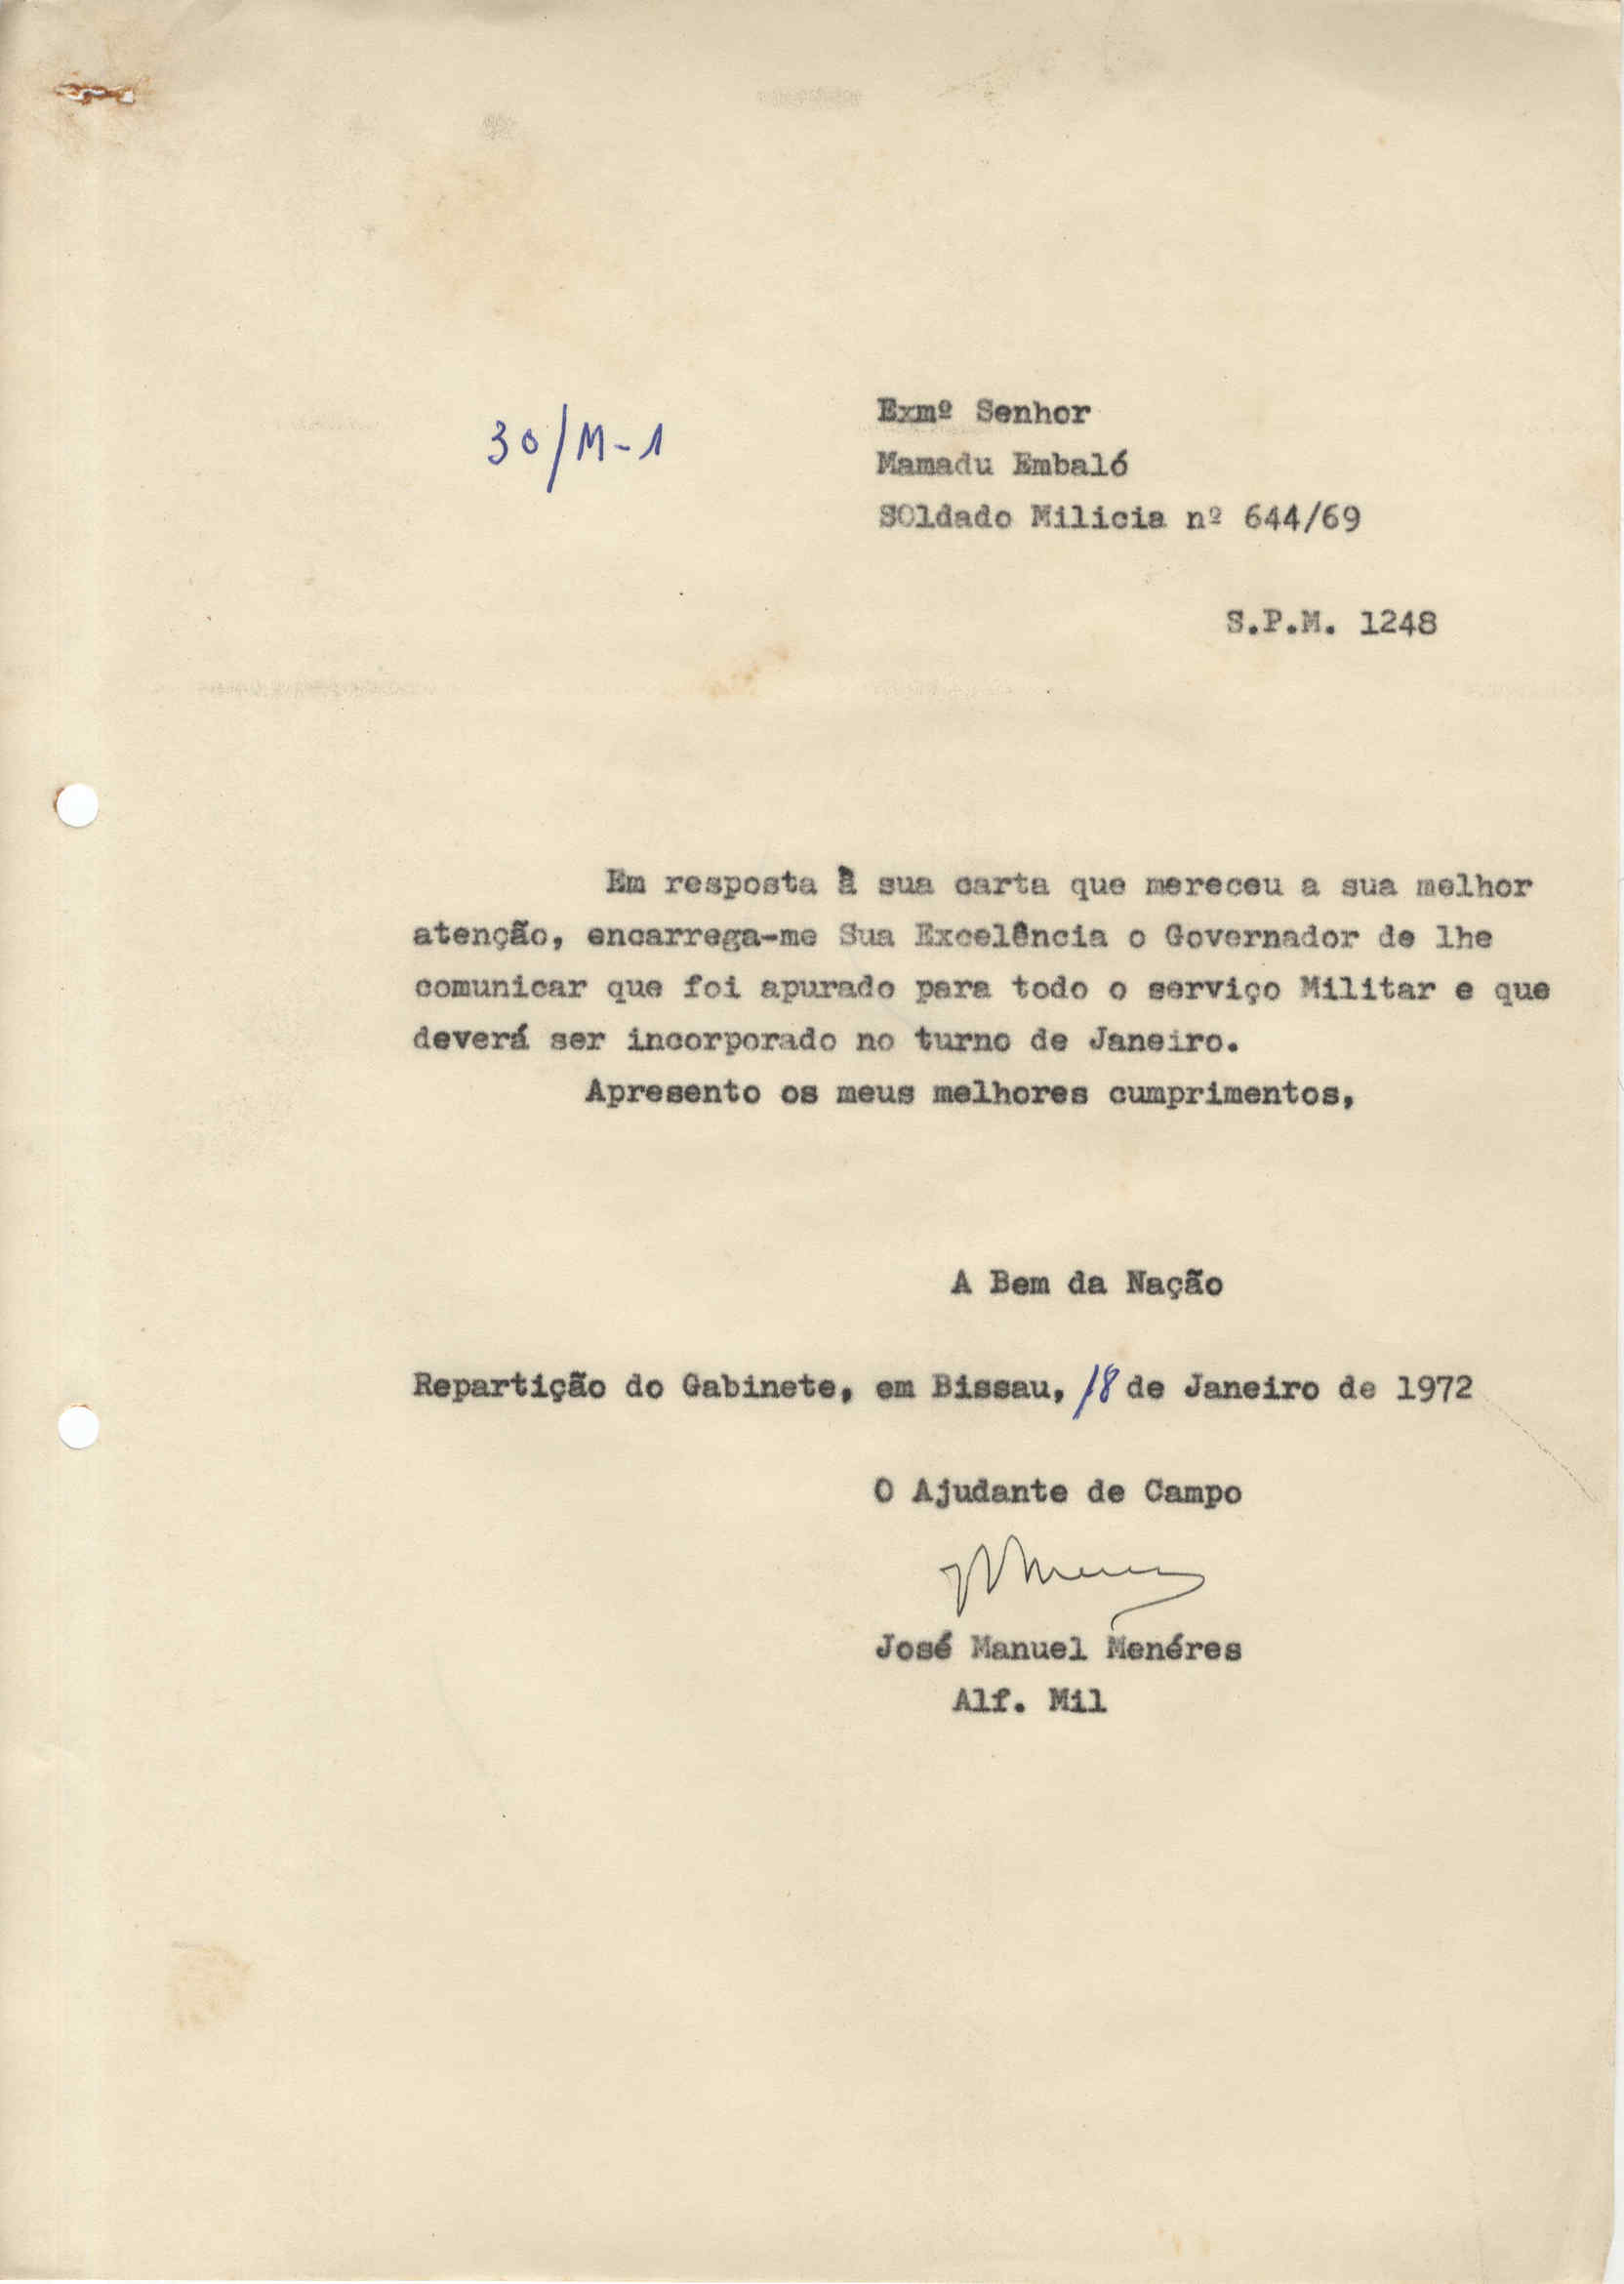 30/M-1
Exmº Senhor
Mamadu Embaló
SOldado Milicia nº 644/69
S.P.M. 1248
Em resposta à sua carta que mereceu a sua melhor
atenção, encarrega-me Sua Excelência o Governador de lhe
comunicar que foi apurado para todo o serviço Militar e que
deverá ser incorporado no turno de Janeiro.
Apresento os meus melhores cumprimentos,
A Bem da Nação
Repartição do Gabinete, em Bissau, 18 de Janeiro de 1972
O Ajudante de Campo
José Manuel Menéres
Alf. Mil